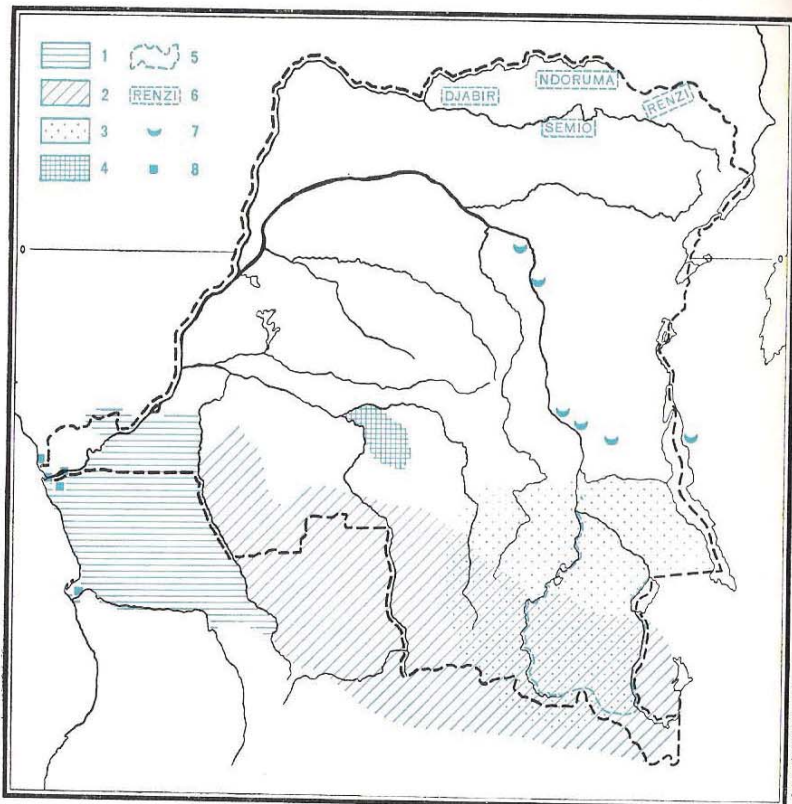 1 5
2 RENZI 6
3 7
4 8
NDORUMA
DJABIR
RENZI
SEMIO
0 0